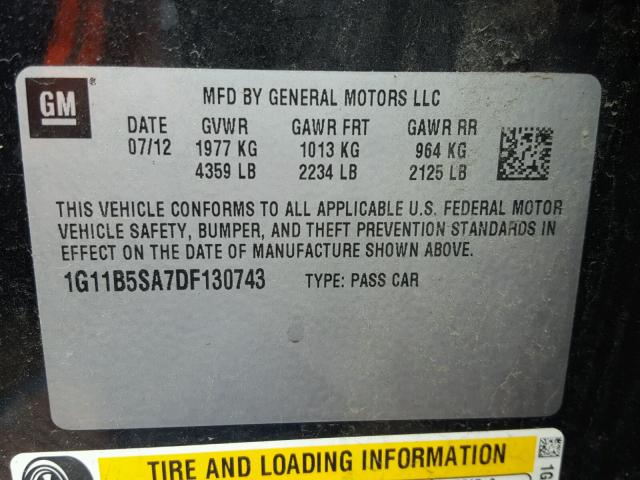 GM
MFD BY GENERAL MOTORS LLC
DATE GVWR GAWR FRT GAWR RR
07/12 1977 KG 1013 KG 964 KG
4359 LB 2234 LB 2125 LB
THIS VEHICLE CONFORMS TO ALL APPLICABLE U.S. FEDERAL MOTOR
VEHICLE SAFETY, BUMPER, AND THEFT PREVENTION STANDARDS IN
EFFECT ON THE DATE OF MANUFACTURE SHOWN ABOVE.
1G11B5SA7DF130743 TYPE: PASS CAR
TIRE AND LOADING INFORMATION